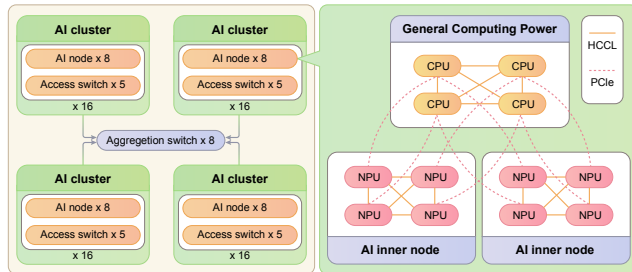 AI cluster
AI node x 8
Access switch x 5
x 16
AI cluster
AI node x 8
Access switch x 5
x 16
Aggregetion switch x 8
AI cluster
AI node x 8
Access switch x 5
x 16
AI cluster
AI node x 8
Access switch x 5
x 16
General Computing Power
CPU
CPU
CPU
CPU
HCCL
PCIe
NPU
NPU
NPU
NPU
AI inner node
NPU
NPU
NPU
NPU
AI inner node